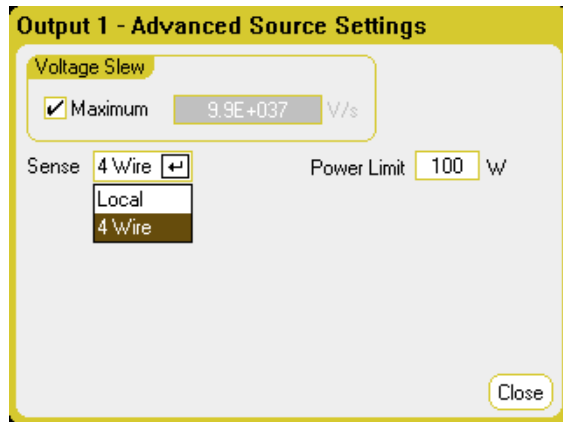 Output 1 - Advanced Source Settings
Voltage Slew
Maximum 9.9E+037 V/s
Sense 4 Wire Power Limit 100 W
Local
4 Wire
Close